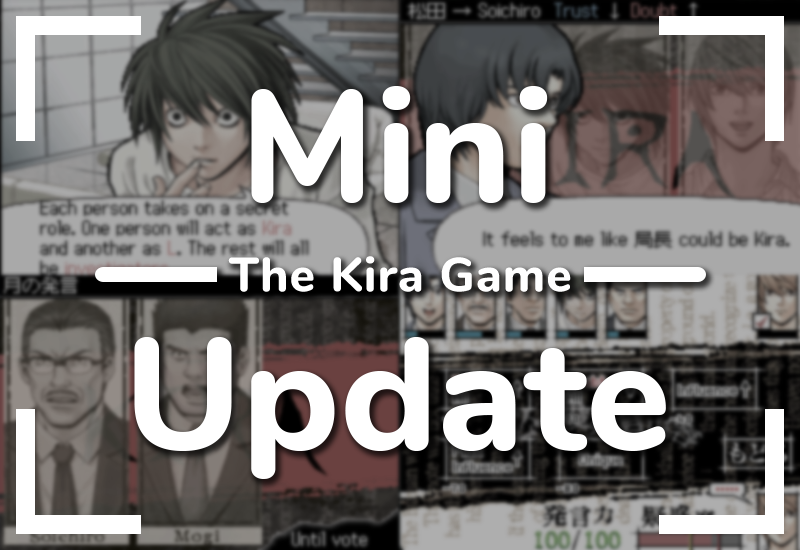 松田 → Soichiro Trust ↓ Doubt ↑
Mini
Each person takes on a secret
role. One person will act as Kira
and another as L. The rest will all
be
It feels to me like 局長 could be Kira.
The Kira Game
月の発言
Update
Soichiro
Mogi
Until vote
発言力
100/100